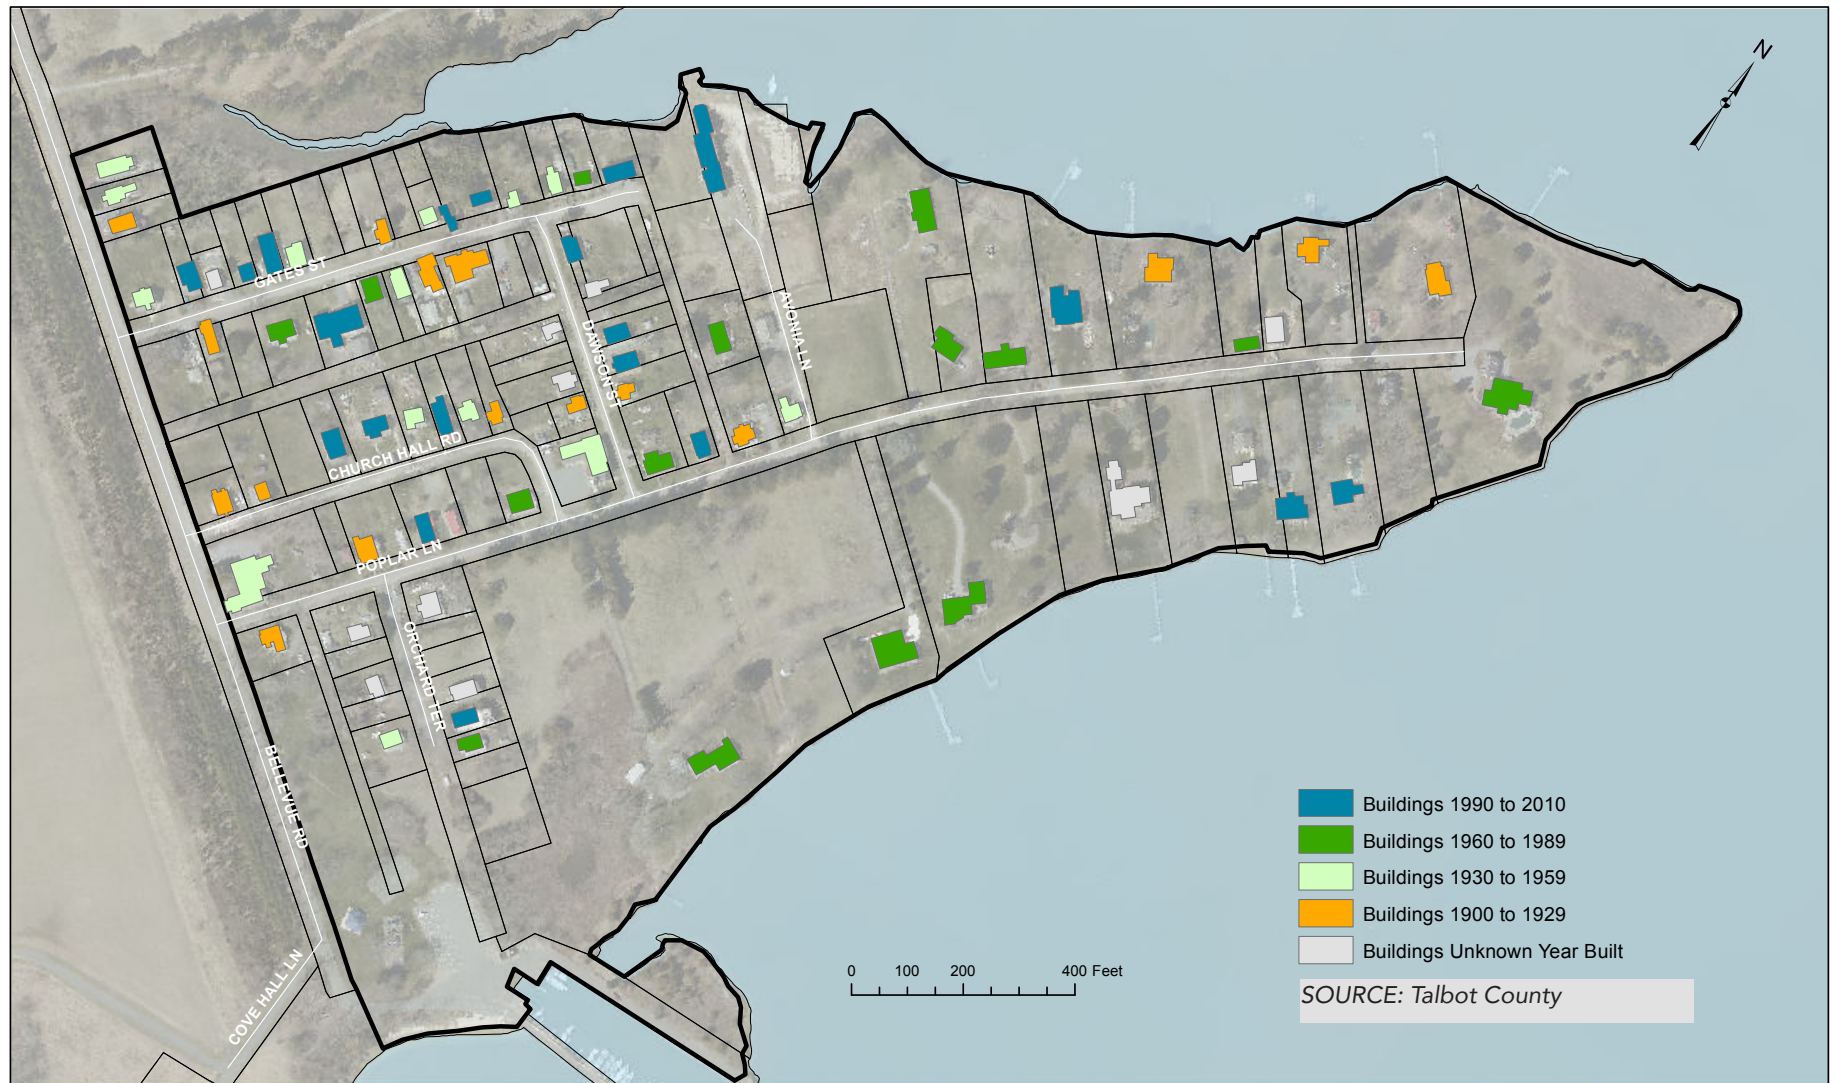 N
GATES ST
DAWSON ST
AVONIA LN
CHURCH HALL RD
POPLAR LN
ORCHARD TER
BELLEVUE RD
COVE HALL LN
0 100 200 400 Feet
Buildings 1990 to 2010
Buildings 1960 to 1989
Buildings 1930 to 1959
Buildings 1900 to 1929
Buildings Unknown Year Built
SOURCE: Talbot County